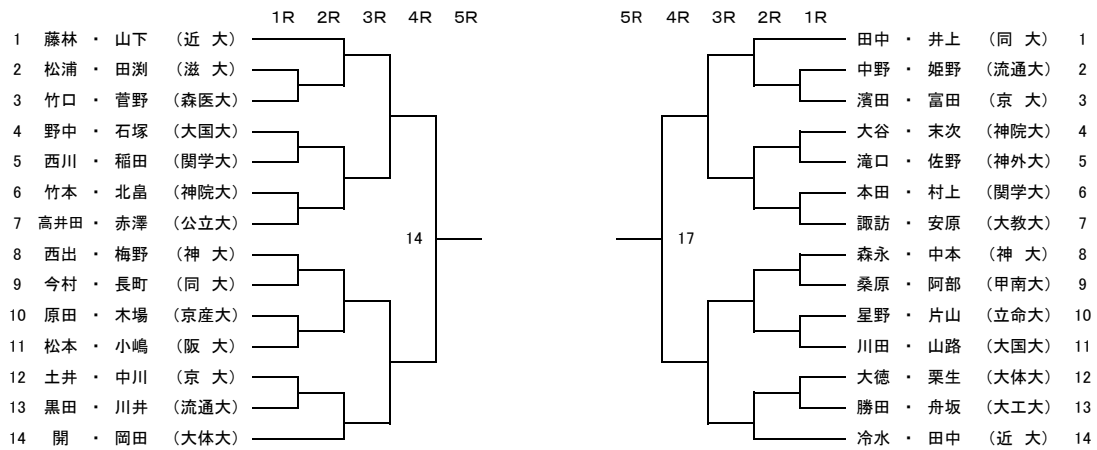 1R 2R 3R 4R 5R 5R 4R 3R 2R 1R
1 藤林 ・ 山下 （近 大） 田中 ・ 井上 （同 大） 1
2 松浦 ・ 田渕 （滋 大） 中野 ・ 姫野 （流通大） 2
3 竹口 ・ 菅野 （森医大） 濱田 ・ 富田 （京 大） 3
4 野中 ・ 石塚 （大国大） 大谷 ・ 末次 （神院大） 4
5 西川 ・ 稲田 （関学大） 滝口 ・ 佐野 （神外大） 5
6 竹本 ・ 北畠 （神院大） 本田 ・ 村上 （関学大） 6
7 高井田 ・ 赤澤 （公立大） 諏訪 ・ 安原 （大教大） 7
14 17
8 西出 ・ 梅野 （神 大） 森永 ・ 中本 （神 大） 8
9 今村 ・ 長町 （同 大） 桑原 ・ 阿部 （甲南大） 9
10 原田 ・ 木場 （京産大） 星野 ・ 片山 （立命大） 10
11 松本 ・ 小嶋 （阪 大） 川田 ・ 山路 （大国大） 11
12 土井 ・ 中川 （京 大） 大徳 ・ 栗生 （大体大） 12
13 黒田 ・ 川井 （流通大） 勝田 ・ 舟坂 （大工大） 13
14 開 ・ 岡田 （大体大） 冷水 ・ 田中 （近 大） 14